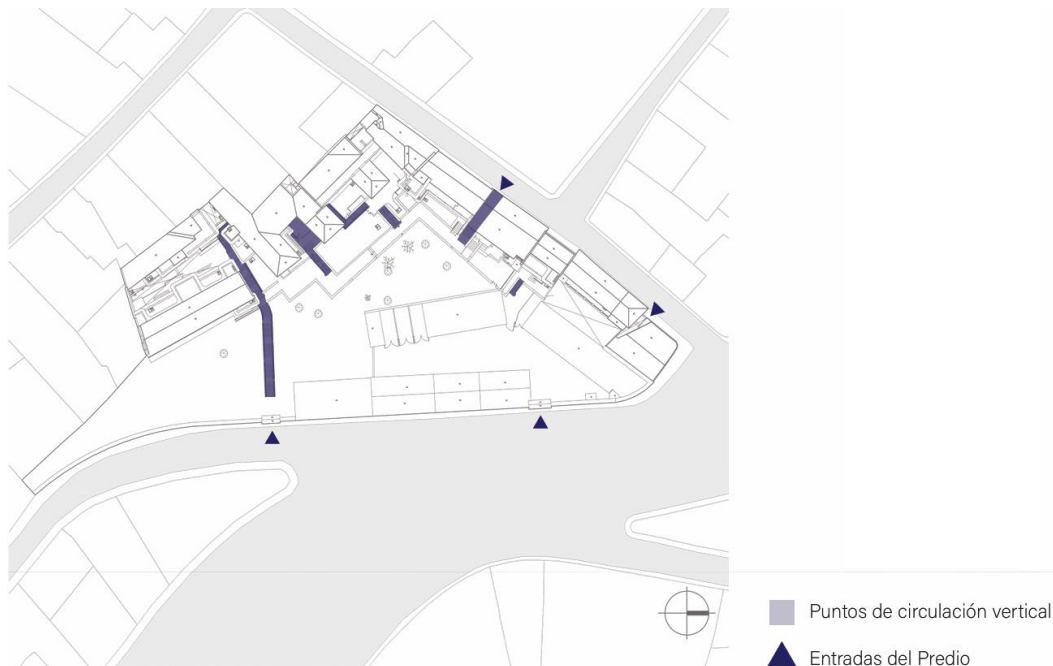 Puntos de circulación vertical
Entradas del Predio